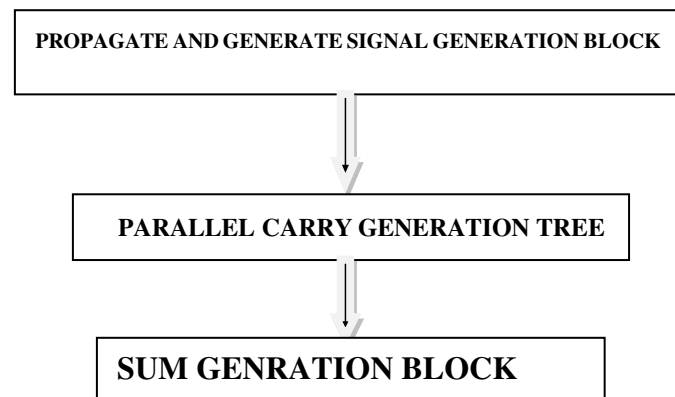 PROPAGATE AND GENERATE SIGNAL GENERATION BLOCK
PARALLEL CARRY GENERATION TREE
SUM GENRATION BLOCK